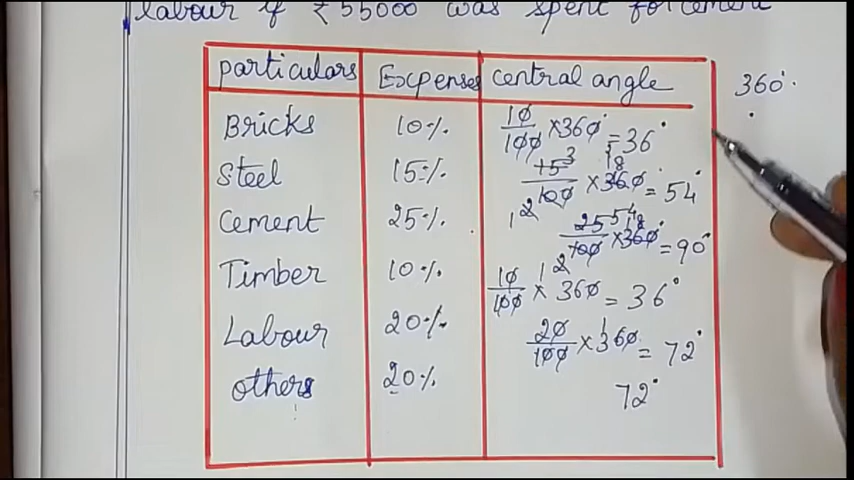 labour if ₹55000 was spent for cement
particulars Expenses central angle
360°
Bricks 10% 10/100 ×360° = 36°
Steel 15% 15/100 ×360 = 54°
Cement 25% 25/100 ×360° = 90°
Timber 10% 10/100 × 360 = 36°
Labour 20% 20/100 ×360 = 72°
others 20% 72°